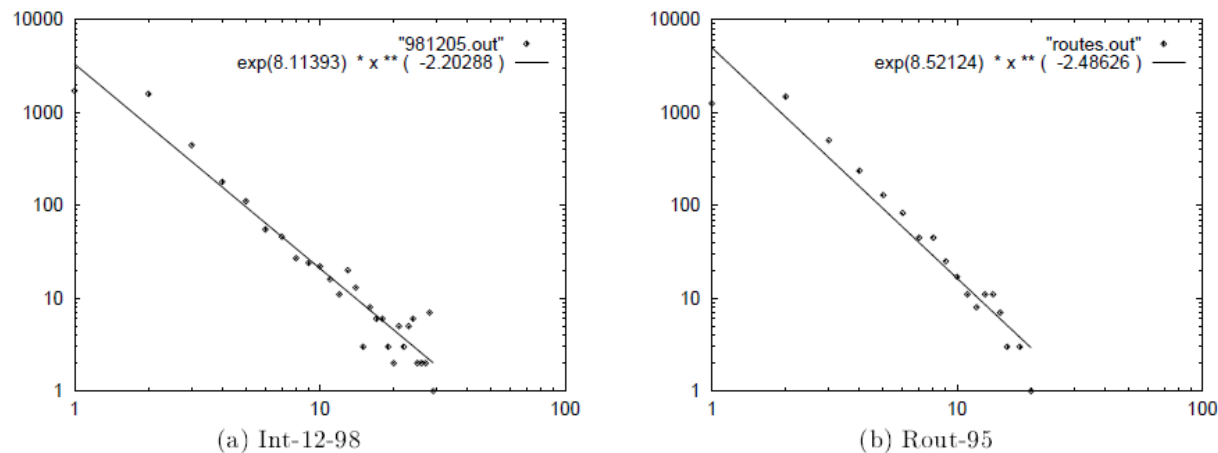 10000
1000
100
10
1
1
10
100
"981205.out"
exp(8.11393) * x ** ( -2.20288 )
(a) Int-12-98
10000
1000
100
10
1
1
10
100
"routes.out"
exp(8.52124) * x ** ( -2.48626 )
(b) Rout-95